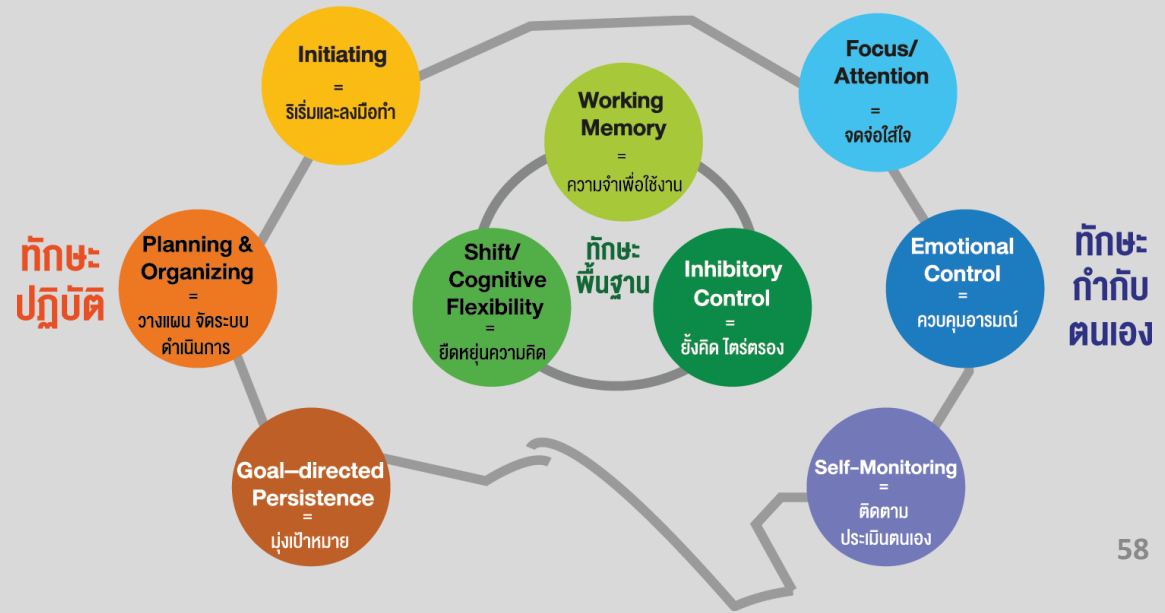 Initiating
=
ริเริ่มและลงมือทำ
Focus/
Attention
=
จดจ่อใส่ใจ
Working
Memory
=
ความจำเพื่อใช้งาน
ทักษะ
ปฏิบัติ
Planning &
Organizing
=
วางแผน จัดระบบ
ดำเนินการ
Shift/
Cognitive
Flexibility
=
ยืดหยุ่นความคิด
ทักษะ
พื้นฐาน
Inhibitory
Control
=
ยั้งคิด ไตร่ตรอง
Emotional
Control
=
ควบคุมอารมณ์
ทักษะ
กำกับ
ตนเอง
Goal–directed
Persistence
=
มุ่งเป้าหมาย
Self–Monitoring
=
ติดตาม
ประเมินตนเอง
58